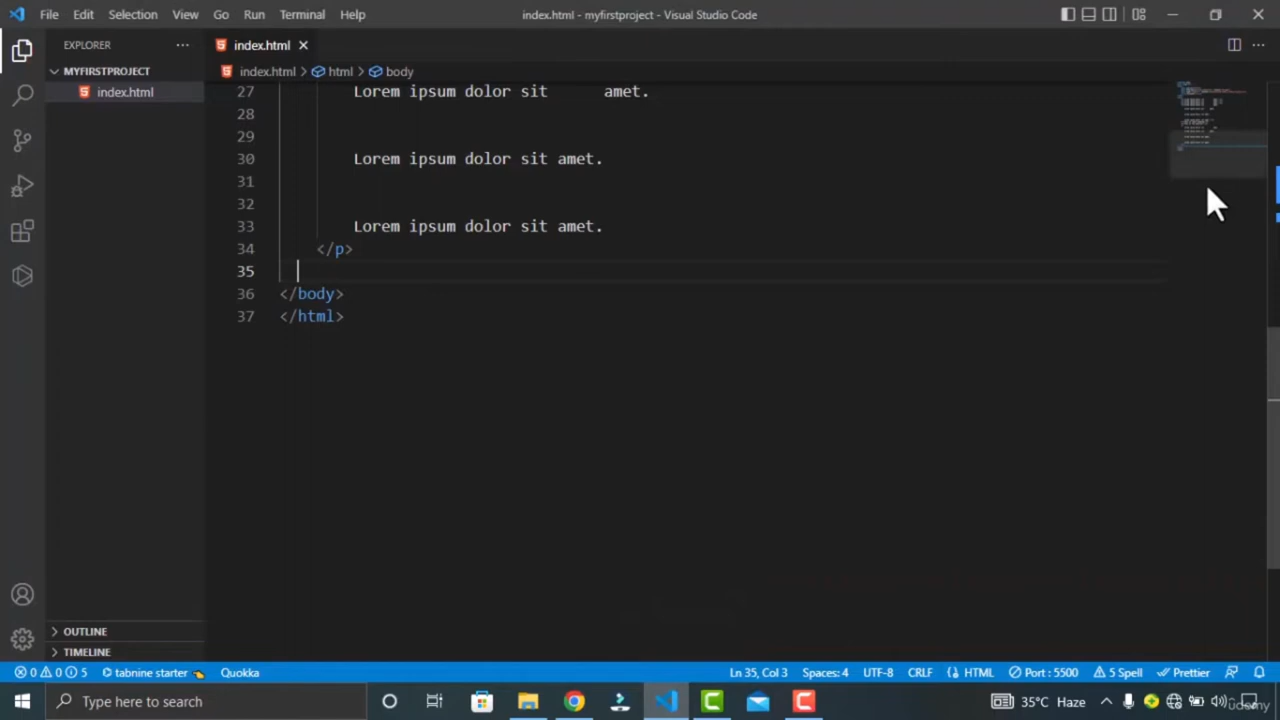 File Edit Selection View Go Run Terminal Help index.html - myfirstproject - Visual Studio Code
EXPLORER ··· index.html
MYFIRSTPROJECT index.html > html > body
index.html
27 Lorem ipsum dolor sit amet.
28
29
30 Lorem ipsum dolor sit amet.
31
32
33 Lorem ipsum dolor sit amet.
34 </p>
35
36 </body>
37 </html>
OUTLINE
TIMELINE
0 0 5 tabnine starter Quokka Ln 35, Col 3 Spaces: 4 UTF-8 CRLF HTML Port : 5500 5 Spell Prettier
Type here to search 35°C Haze
Udemy